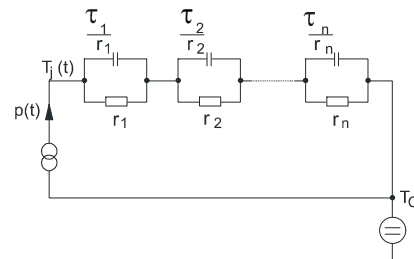 τ1/r1 τ2/r2 τn/rn
Tj(t)
p(t)
r1 r2 rn
TC